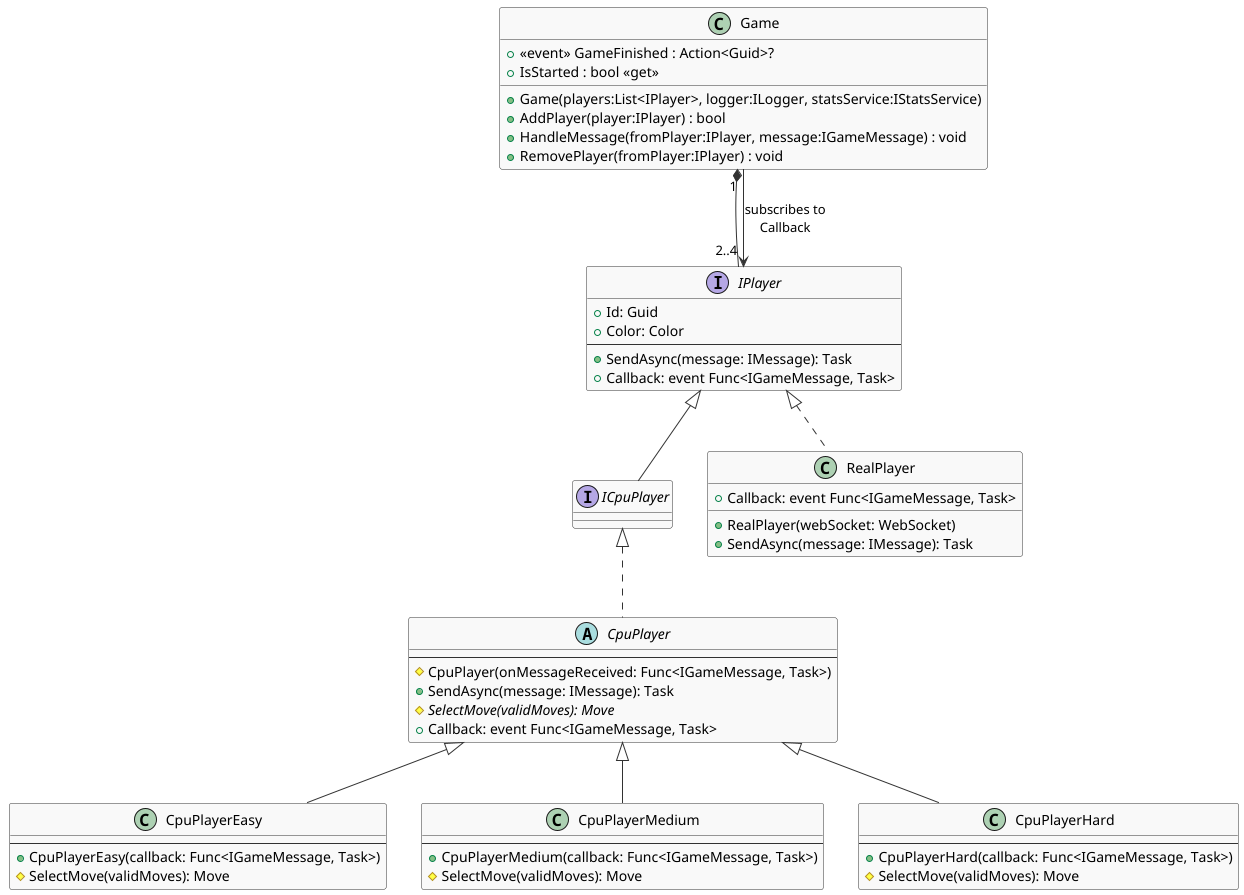 C Game
«event» GameFinished : Action<Guid>?
IsStarted : bool «get»
Game(players:List<IPlayer>, logger:ILogger, statsService:IStatsService)
AddPlayer(player:IPlayer) : bool
HandleMessage(fromPlayer:IPlayer, message:IGameMessage) : void
RemovePlayer(fromPlayer:IPlayer) : void
1
subscribes to
Callback
2..4
I IPlayer
Id: Guid
Color: Color
SendAsync(message: IMessage): Task
Callback: event Func<IGameMessage, Task>
I ICpuPlayer
C RealPlayer
Callback: event Func<IGameMessage, Task>
RealPlayer(webSocket: WebSocket)
SendAsync(message: IMessage): Task
A CpuPlayer
CpuPlayer(onMessageReceived: Func<IGameMessage, Task>)
SendAsync(message: IMessage): Task
SelectMove(validMoves): Move
Callback: event Func<IGameMessage, Task>
C CpuPlayerEasy
CpuPlayerEasy(callback: Func<IGameMessage, Task>)
SelectMove(validMoves): Move
C CpuPlayerMedium
CpuPlayerMedium(callback: Func<IGameMessage, Task>)
SelectMove(validMoves): Move
C CpuPlayerHard
CpuPlayerHard(callback: Func<IGameMessage, Task>)
SelectMove(validMoves): Move